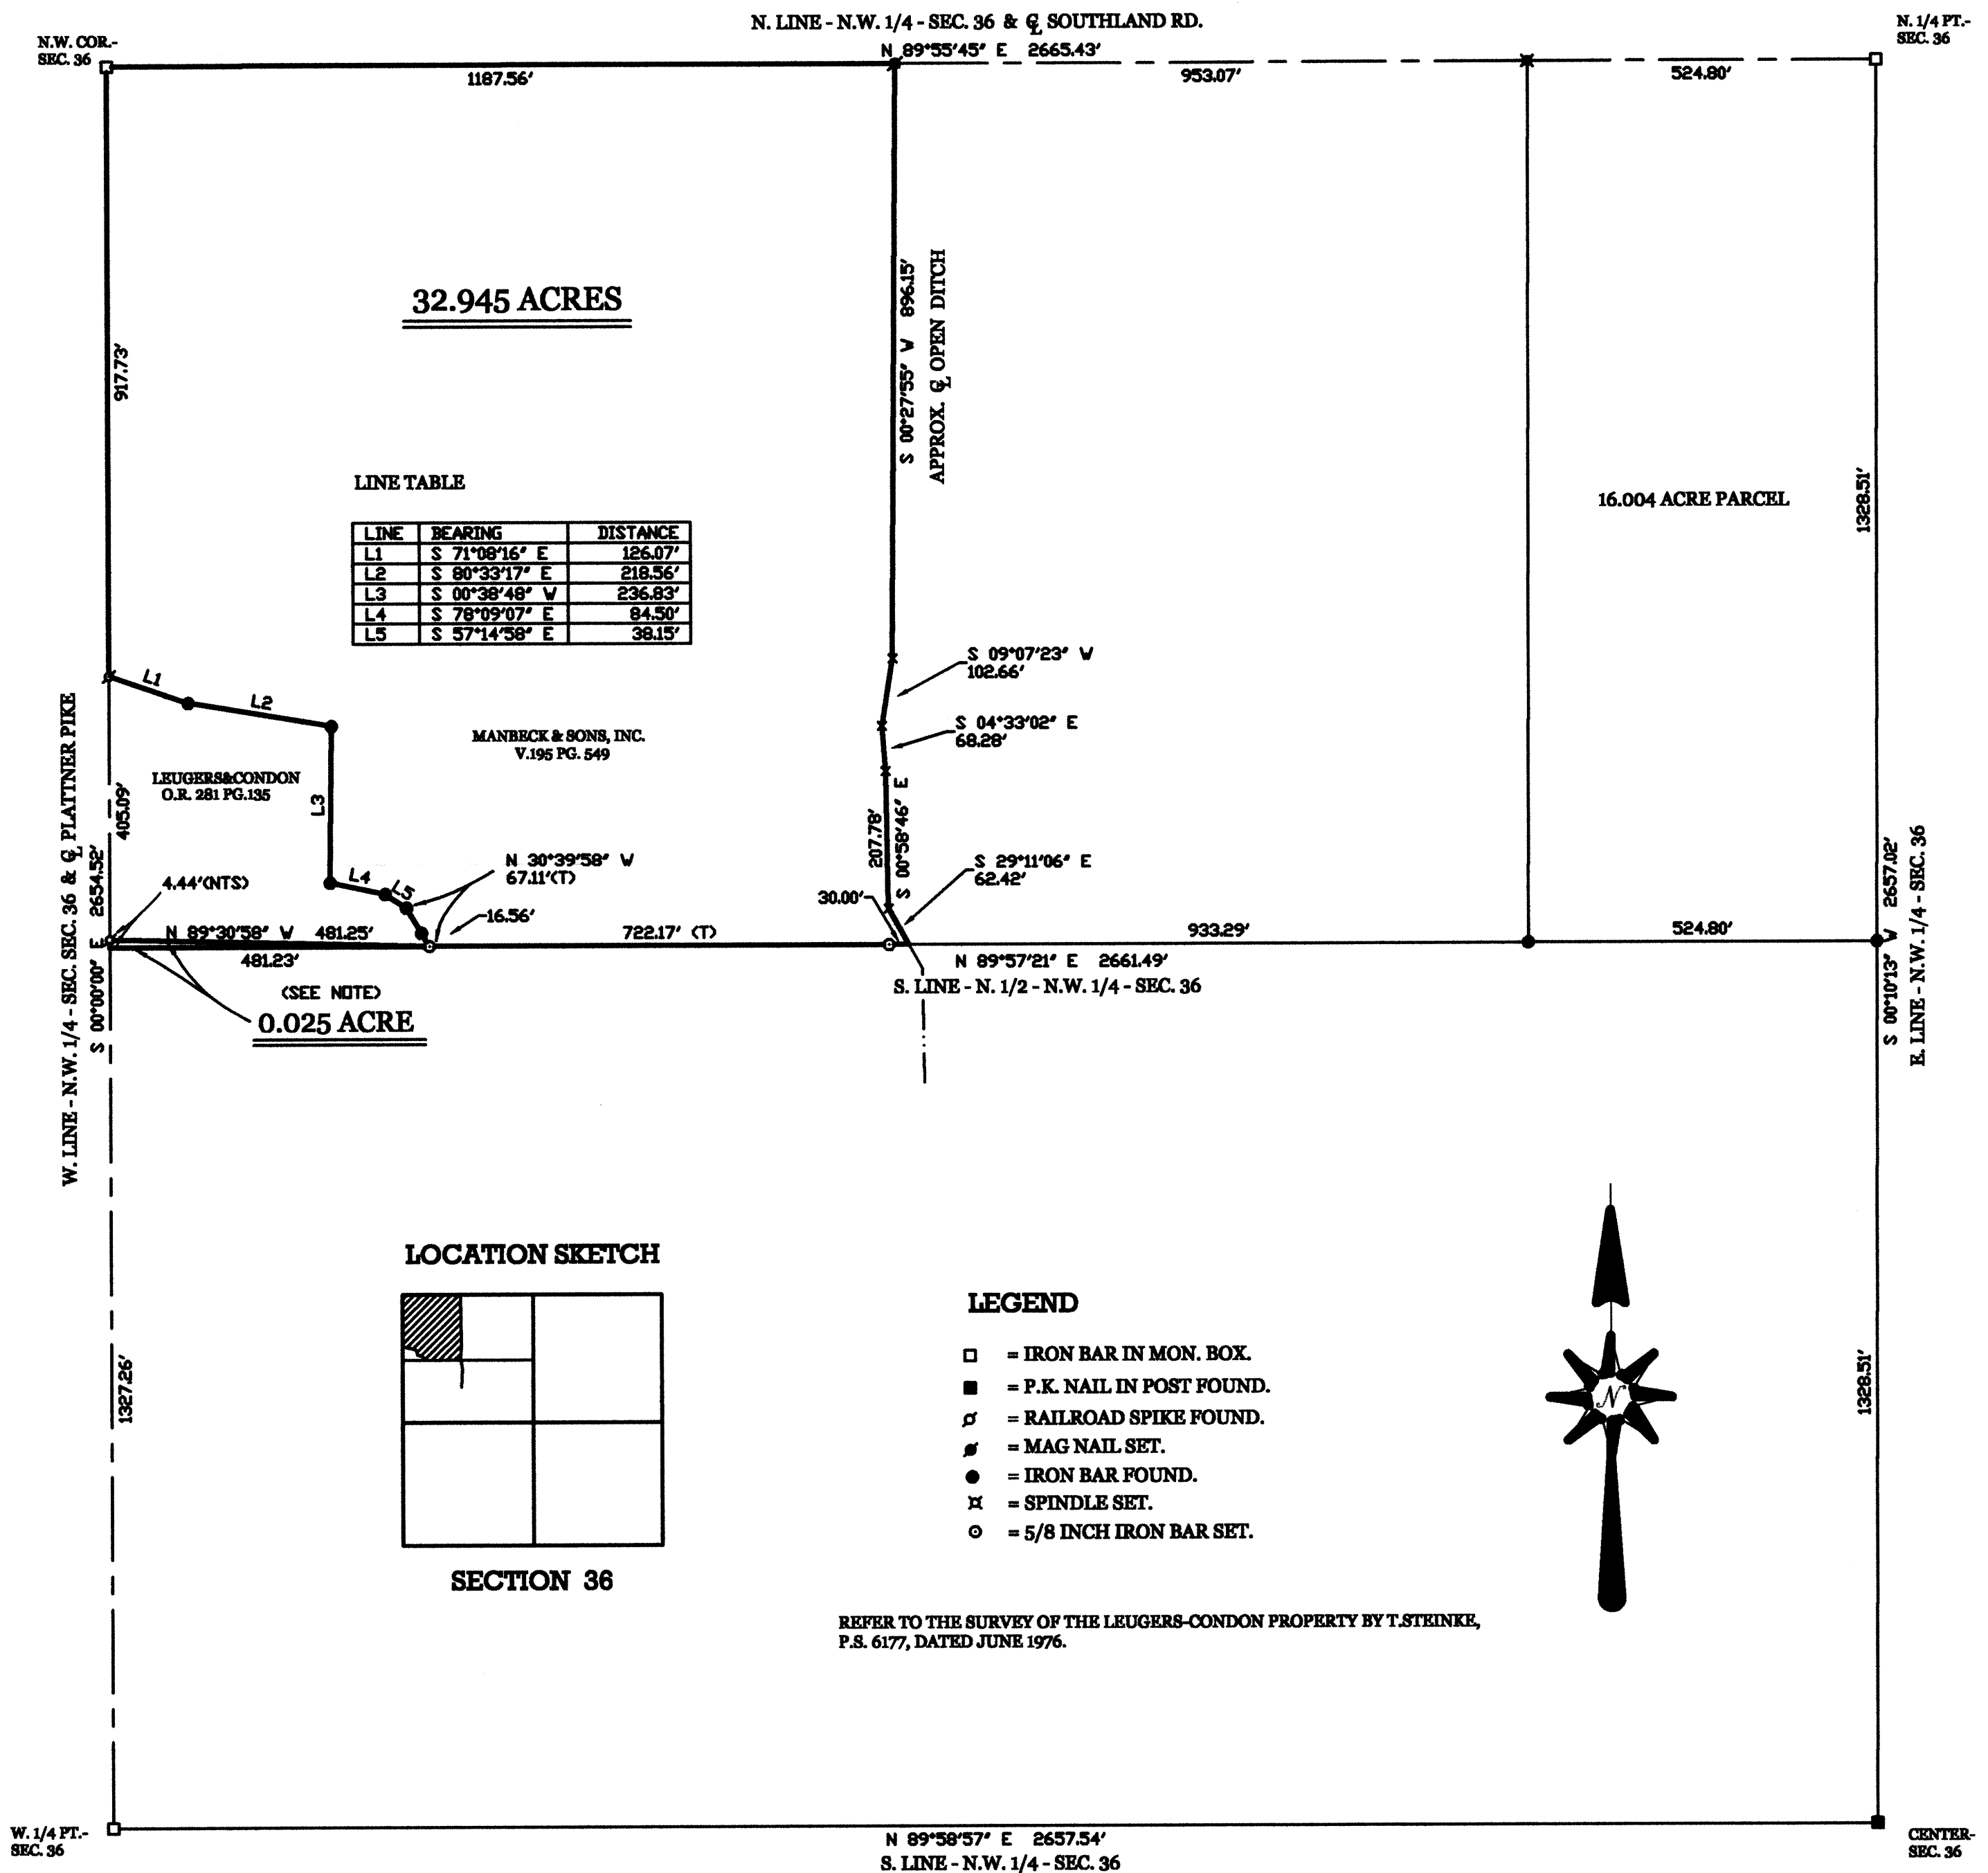 N. LINE - N.W. 1/4 - SEC. 36 & ℄ SOUTHLAND RD.
N 89°55'45" E 2665.43'
N.W. COR.-
SEC. 36
N. 1/4 PT.-
SEC. 36
1187.56'
953.07'
524.80'
32.945 ACRES
917.73'
S 00°27'55" W 896.15'
APPROX. ℄ OPEN DITCH
1328.51'
16.004 ACRE PARCEL
LINE TABLE
LINE BEARING DISTANCE
L1 S 71°08'16" E 126.07'
L2 S 80°33'17" E 218.56'
L3 S 00°38'48" W 236.83'
L4 S 78°09'07" E 84.50'
L5 S 57°14'58" E 38.15'
L1
L2
S 09°07'23" W
102.66'
S 04°33'02" E
68.28'
MANBECK & SONS, INC.
V.195 PG. 549
LEUGERS&CONDON
O.R. 281 PG.135
L3
405.09'
W. LINE - N.W. 1/4 - SEC. SEC. 36 & ℄ PLATTNER PIKE
S 00°00'00" E 2654.52'
207.78'
S 00°58'46" E
S 29°11'06" E
62.42'
N 30°39'58" W
67.11'(T)
L4
L5
4.44'(NTS)
16.56'
30.00'
N 89°30'58" W 481.25'
722.17' (T)
933.29'
524.80'
481.23'
N 89°57'21" E 2661.49'
S. LINE - N. 1/2 - N.W. 1/4 - SEC. 36
(SEE NOTE)
0.025 ACRE
S 00°10'13" W 2657.02'
E. LINE - N.W. 1/4 - SEC. 36
1327.26'
1328.51'
LOCATION SKETCH
SECTION 36
LEGEND
= IRON BAR IN MON. BOX.
= P.K. NAIL IN POST FOUND.
= RAILROAD SPIKE FOUND.
= MAG NAIL SET.
= IRON BAR FOUND.
= SPINDLE SET.
= 5/8 INCH IRON BAR SET.
N
REFER TO THE SURVEY OF THE LEUGERS-CONDON PROPERTY BY T.STEINKE,
P.S. 6177, DATED JUNE 1976.
W. 1/4 PT.-
SEC. 36
N 89°58'57" E 2657.54'
S. LINE - N.W. 1/4 - SEC. 36
CENTER-
SEC. 36